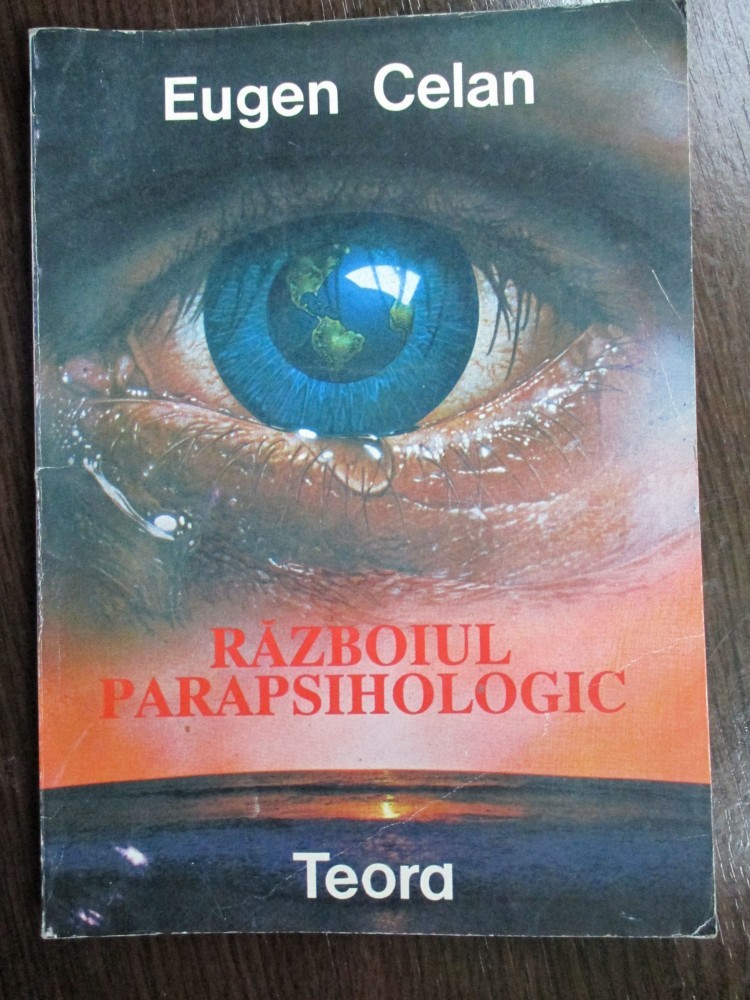 Eugen Celan
RĂZBOIUL
PARAPSIHOLOGIC
Teora